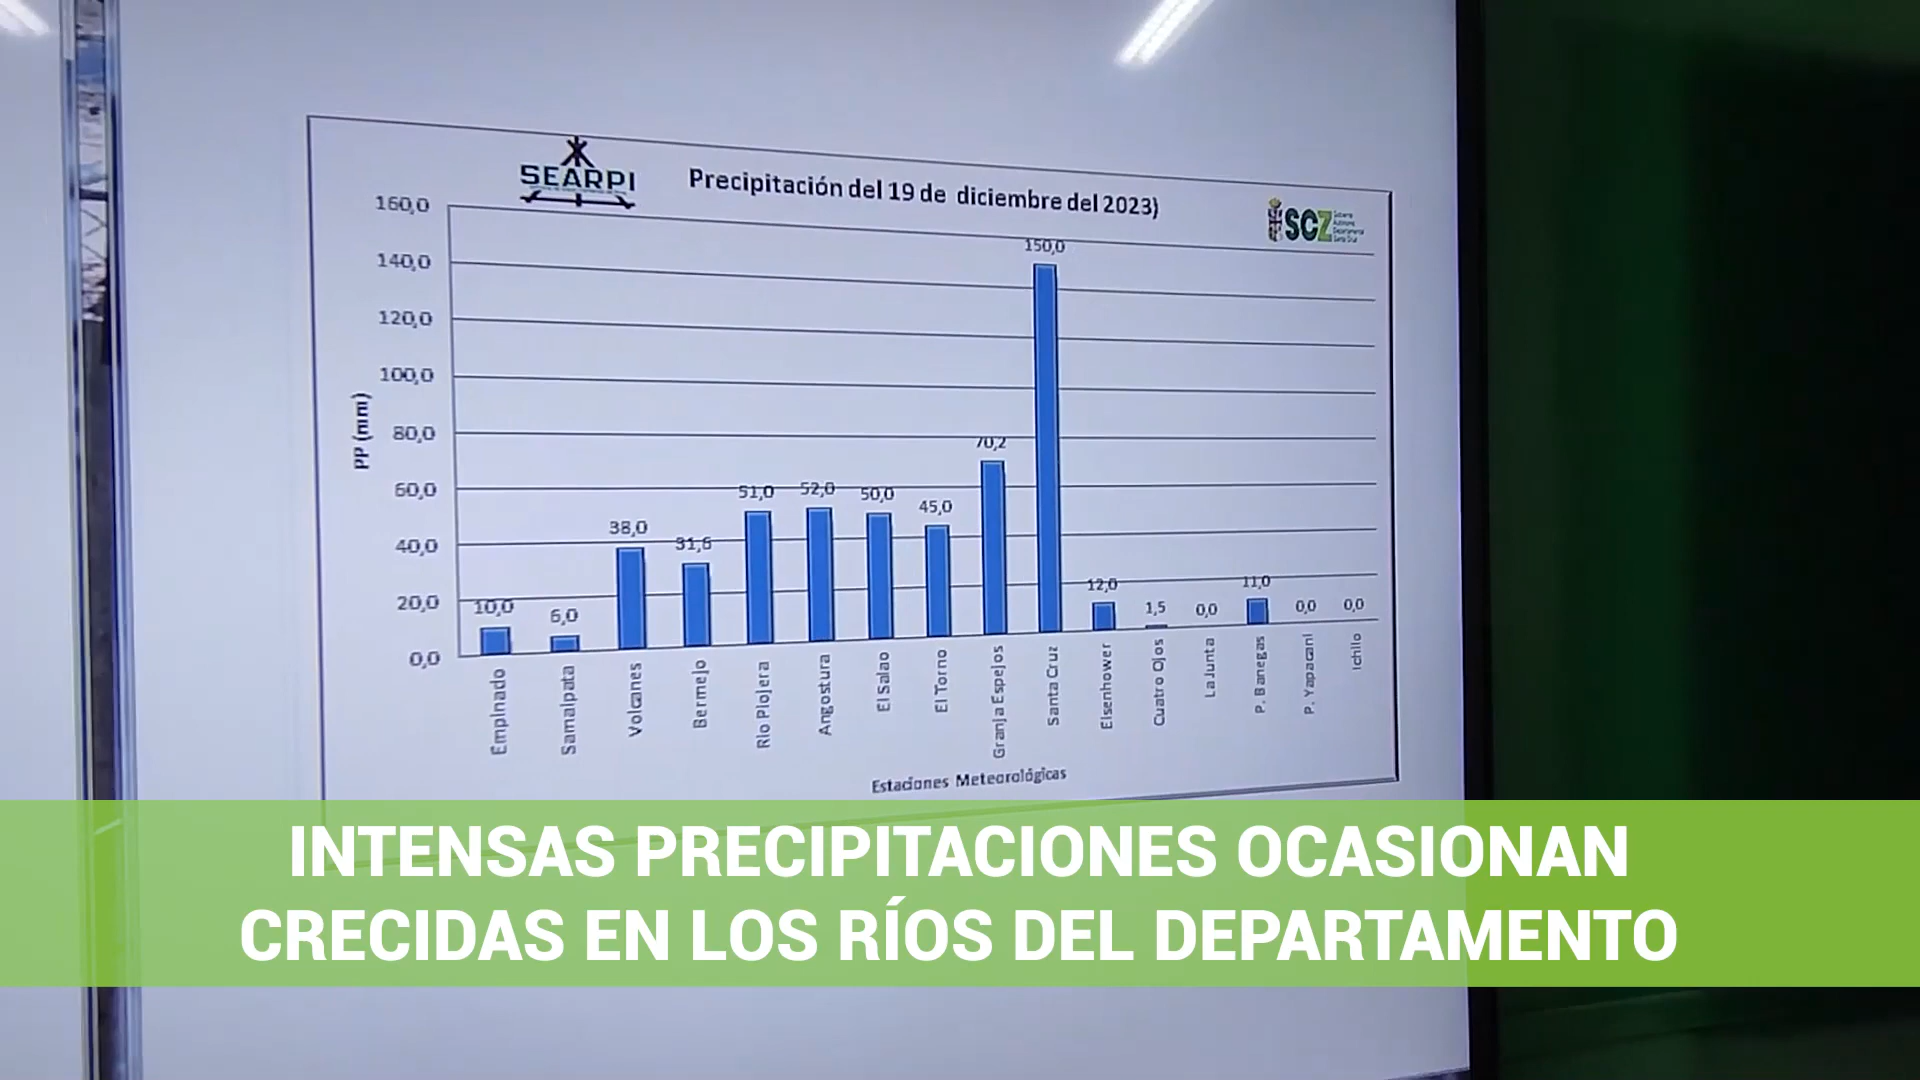 SEARPI
Precipitación del 19 de diciembre del 2023)
SCZ
160,0
140,0
120,0
100,0
80,0
60,0
40,0
20,0
0,0
PP (mm)
10,0
6,0
38,0
31,6
51,0
52,0
50,0
45,0
70,2
150,0
12,0
1,5
0,0
11,0
0,0
0,0
Empinado
Samaipata
Volcanes
Bermejo
Rio Piojera
Angostura
El Salao
El Torno
Granja Espejos
Santa Cruz
Eisenhower
Cuatro Ojos
La Junta
P. Banegas
P. Yapacaní
Ichilo
Estaciones Meteorológicas
INTENSAS PRECIPITACIONES OCASIONAN
CRECIDAS EN LOS RÍOS DEL DEPARTAMENTO